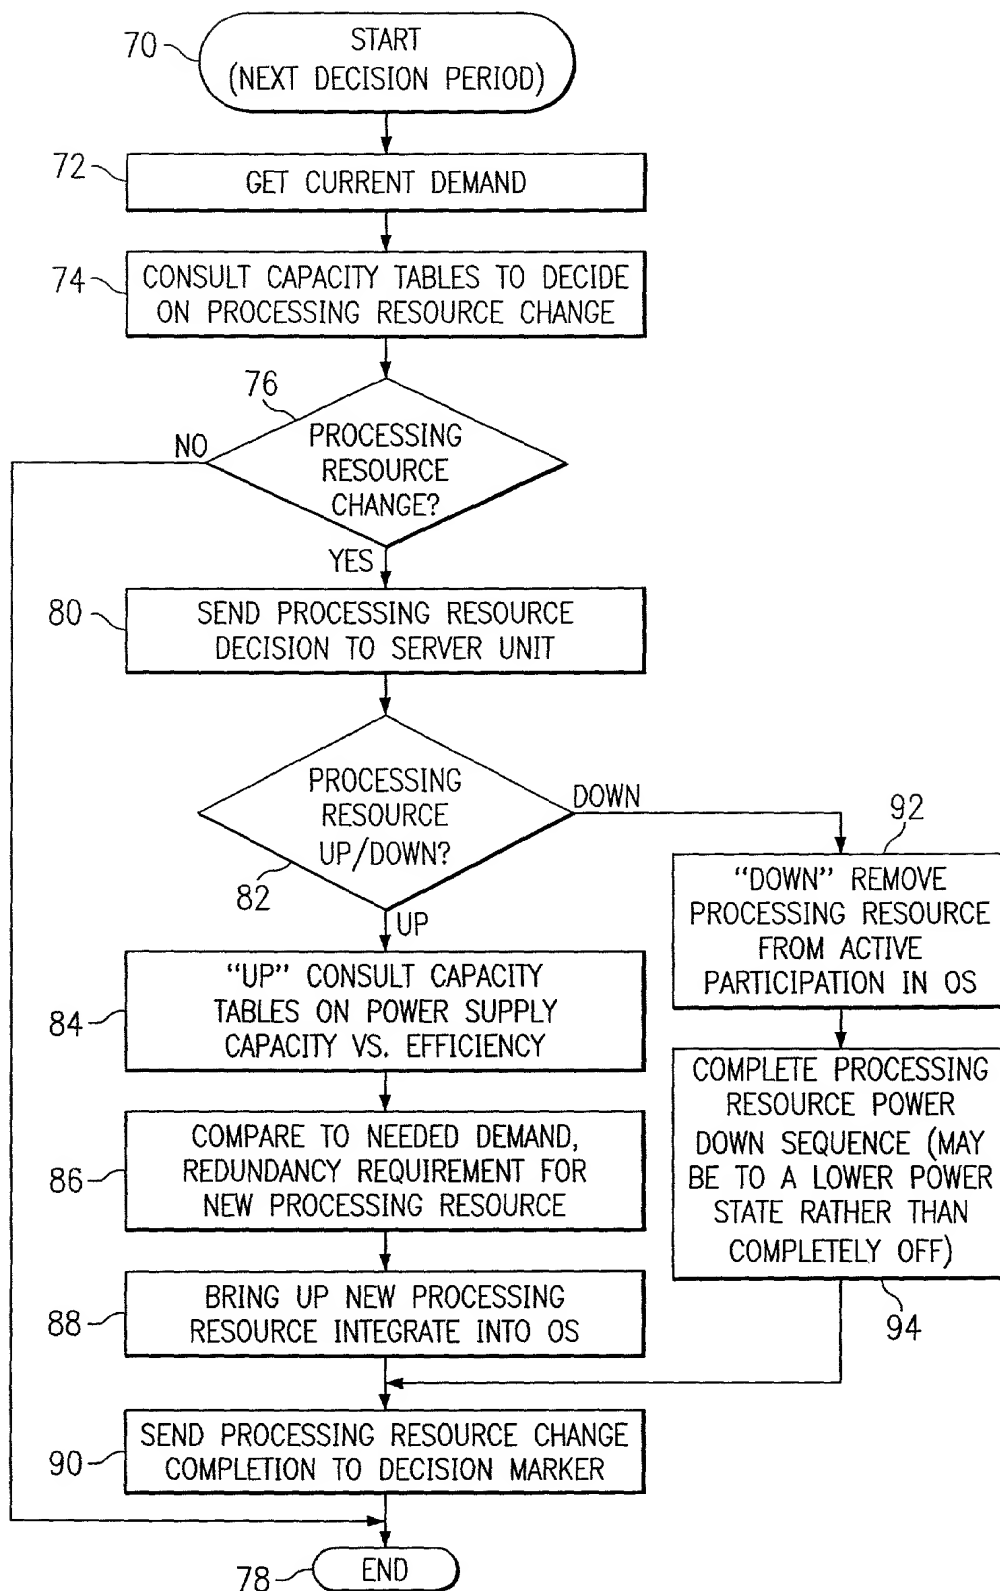 70
START
(NEXT DECISION PERIOD)
72
GET CURRENT DEMAND
74
CONSULT CAPACITY TABLES TO DECIDE
ON PROCESSING RESOURCE CHANGE
76
NO
PROCESSING
RESOURCE
CHANGE?
YES
80
SEND PROCESSING RESOURCE
DECISION TO SERVER UNIT
PROCESSING
RESOURCE
UP/DOWN?
82
DOWN
UP
92
“DOWN” REMOVE
PROCESSING RESOURCE
FROM ACTIVE
PARTICIPATION IN OS
84
“UP” CONSULT CAPACITY
TABLES ON POWER SUPPLY
CAPACITY VS. EFFICIENCY
COMPLETE PROCESSING
RESOURCE POWER
DOWN SEQUENCE (MAY
BE TO A LOWER POWER
STATE RATHER THAN
COMPLETELY OFF)
94
86
COMPARE TO NEEDED DEMAND,
REDUNDANCY REQUIREMENT FOR
NEW PROCESSING RESOURCE
88
BRING UP NEW PROCESSING
RESOURCE INTEGRATE INTO OS
90
SEND PROCESSING RESOURCE CHANGE
COMPLETION TO DECISION MARKER
78
END